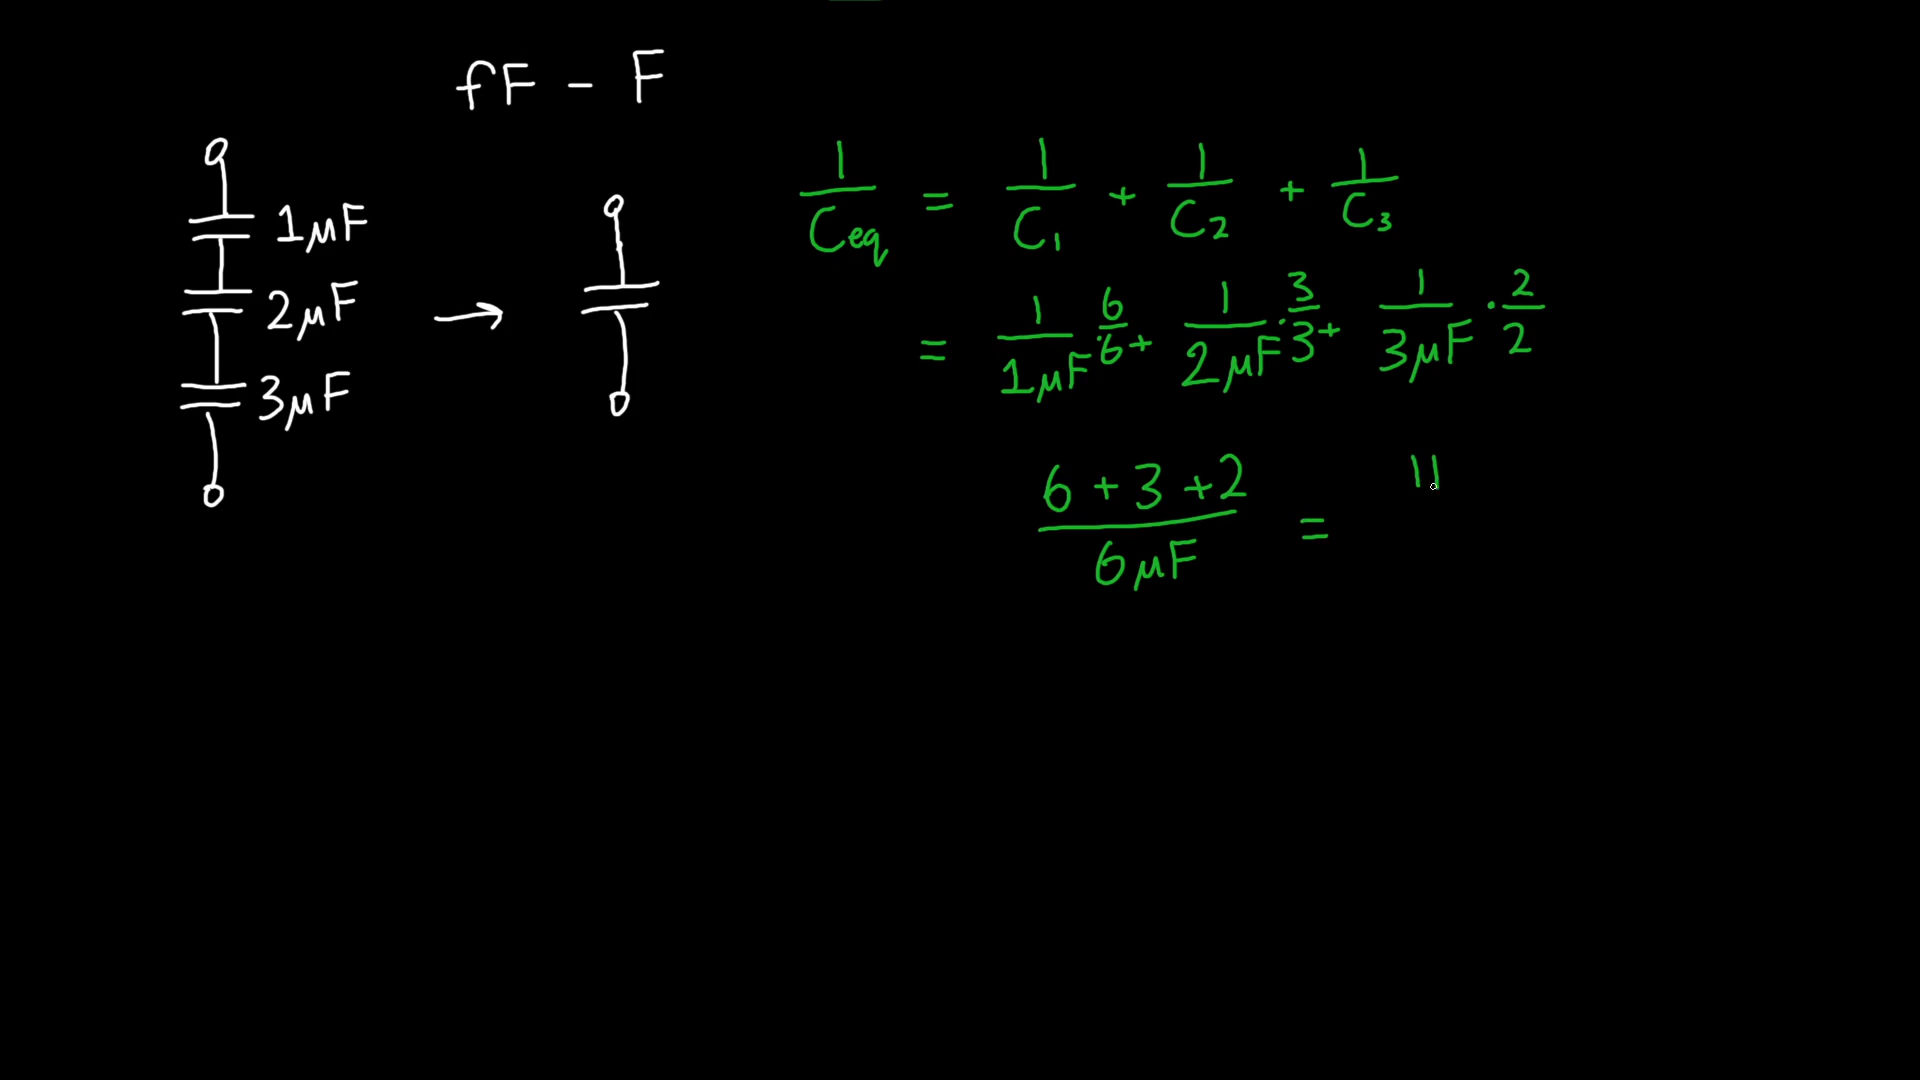 fF - F
1μF
2μF
3μF
1/Ceq = 1/C₁ + 1/C₂ + 1/C₃
= 1/1μF · 6/6 + 1/2μF · 3/3 + 1/3μF · 2/2
6 + 3 + 2 / 6μF = 11